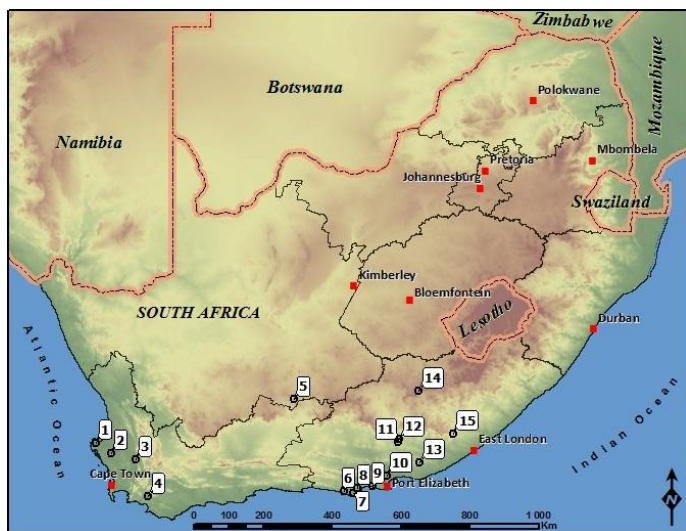 Zimbabwe
Botswana
Mozambique
Polokwane
Namibia
Mbombela
Pretoria
Johannesburg
Swaziland
Kimberley
Bloemfontein
SOUTH AFRICA
Lesotho
Durban
Atlantic Ocean
Indian Ocean
5
14
1
2
3
11
12
15
East London
13
Cape Town
4
6
8
9
10
7
Port Elizabeth
0
200
400
600
800
1 000
Km
N